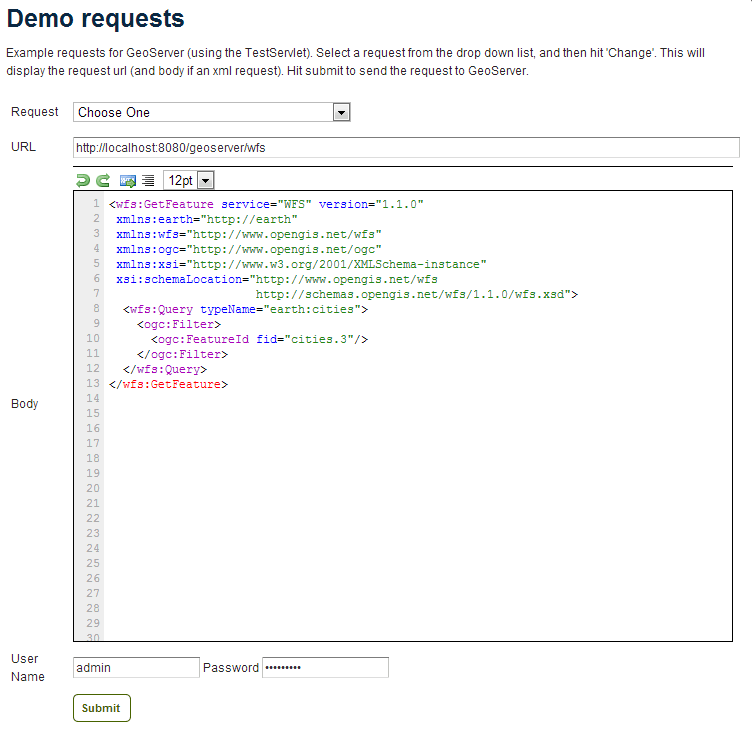 Demo requests
Example requests for GeoServer (using the TestServlet). Select a request from the drop down list, and then hit 'Change'. This will
display the request url (and body if an xml request). Hit submit to send the request to GeoServer.
Request Choose One
URL http://localhost:8080/geoserver/wfs
12pt
1 <wfs:GetFeature service="WFS" version="1.1.0"
2 xmlns:earth="http://earth"
3 xmlns:wfs="http://www.opengis.net/wfs"
4 xmlns:ogc="http://www.opengis.net/ogc"
5 xmlns:xsi="http://www.w3.org/2001/XMLSchema-instance"
6 xsi:schemaLocation="http://www.opengis.net/wfs
7 http://schemas.opengis.net/wfs/1.1.0/wfs.xsd">
8 <wfs:Query typeName="earth:cities">
9 <ogc:Filter>
10 <ogc:FeatureId fid="cities.3"/>
11 </ogc:Filter>
12 </wfs:Query>
13 </wfs:GetFeature>
14
Body
15
16
17
18
19
20
21
22
23
24
25
26
27
28
29
30
User
Name admin Password •••••••••
Submit